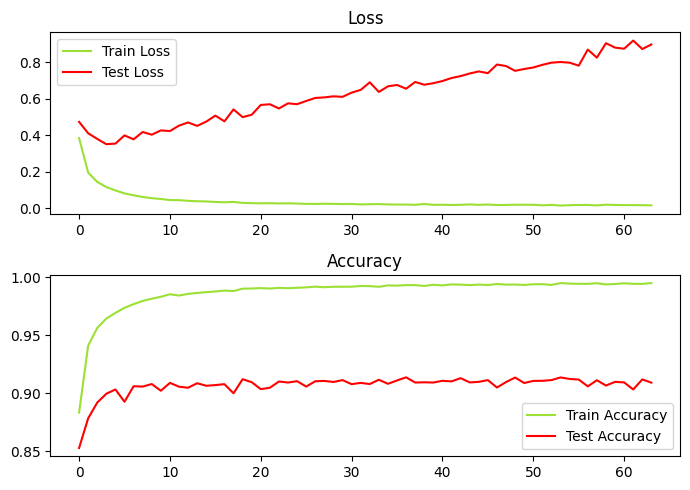 Loss
Train Loss
Test Loss
0.8
0.6
0.4
0.2
0.0
0 10 20 30 40 50 60
Accuracy
1.00
0.95
0.90
0.85
Train Accuracy
Test Accuracy
0 10 20 30 40 50 60